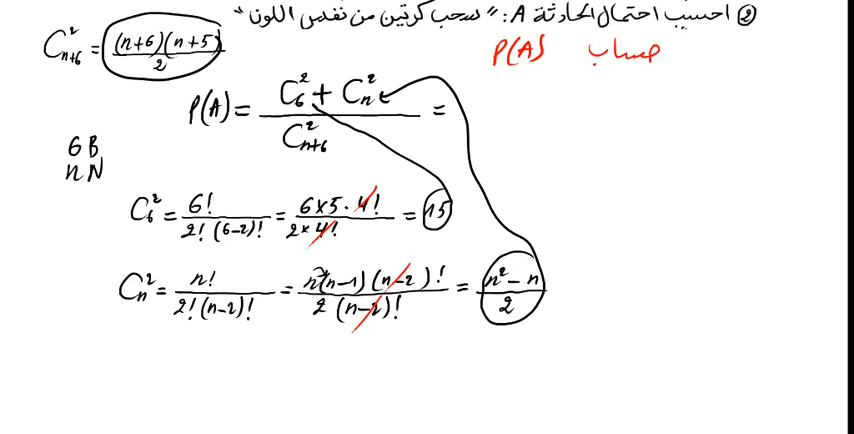 ② احسب احتمال الحادثة A: "سحب كرتين من نفس اللون"
حساب P(A)
C²ₙ₊₆ = (n+6)(n+5) / 2
P(A) = (C²₆ + C²ₙ) / C²ₙ₊₆ =
6B
nN
C²₆ = 6! / 2!(6-2)! = 6×5·4! / 2×4! = 15
C²ₙ = n! / 2!(n-2)! = n(n-1)(n-2)! / 2(n-2)! = n²-n / 2